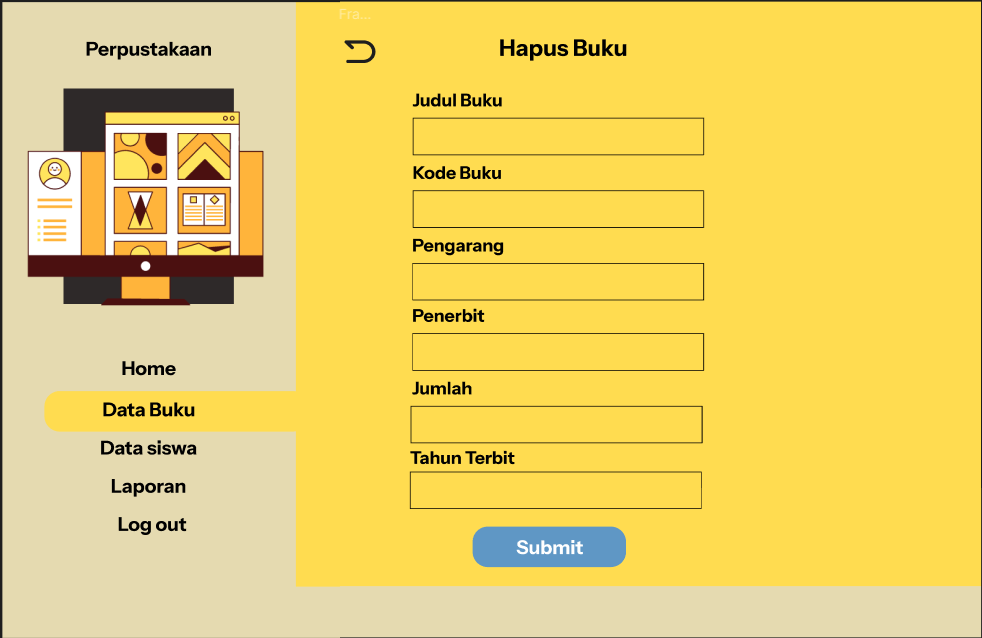 Fra...
Perpustakaan
Home
Data Buku
Data siswa
Laporan
Log out
Hapus Buku
Judul Buku
Kode Buku
Pengarang
Penerbit
Jumlah
Tahun Terbit
Submit